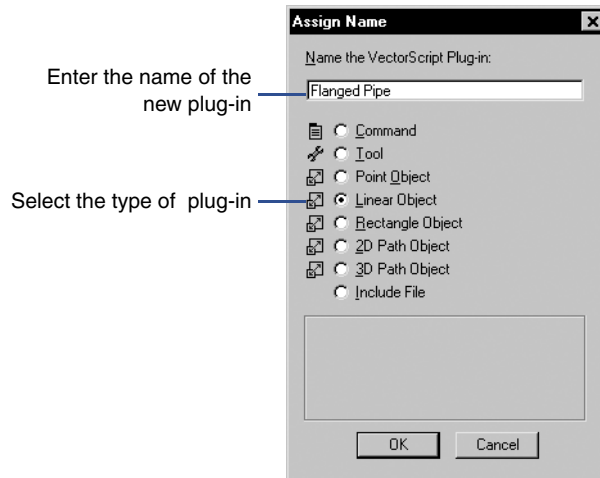 Assign Name
Name the VectorScript Plug-in:
Enter the name of the
new plug-in
Flanged Pipe
Command
Tool
Point Object
Select the type of plug-in
Linear Object
Rectangle Object
2D Path Object
3D Path Object
Include File
OK
Cancel